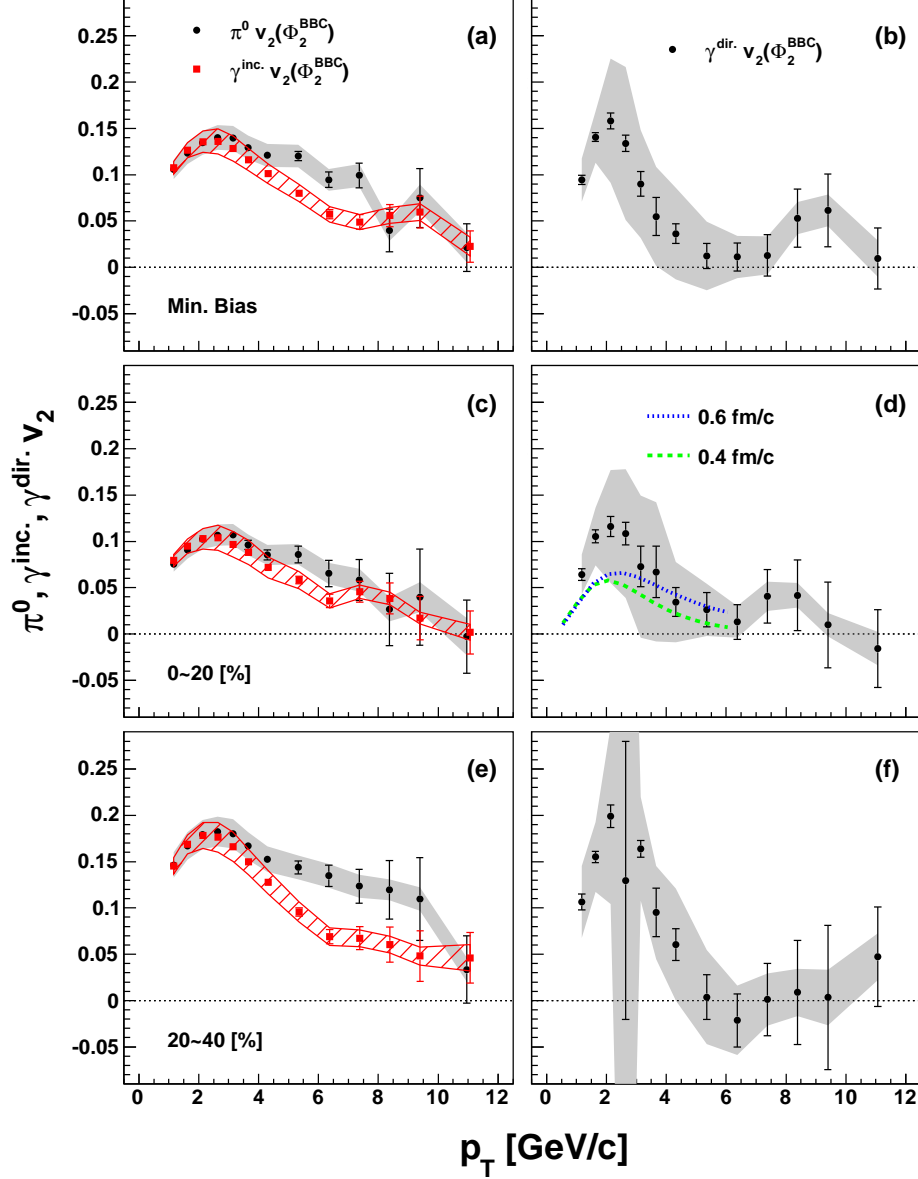 π⁰, γ^inc., γ^dir. v₂
0.25
0.2
0.15
0.1
0.05
0
-0.05
π⁰ v₂(Φ₂^BBC)
γ^inc. v₂(Φ₂^BBC)
(a)
Min. Bias
γ^dir. v₂(Φ₂^BBC)
(b)
0.25
0.2
0.15
0.1
0.05
0
-0.05
(c)
0~20 [%]
(d)
0.6 fm/c
0.4 fm/c
0.25
0.2
0.15
0.1
0.05
0
-0.05
(e)
20~40 [%]
(f)
0 2 4 6 8 10 12
0 2 4 6 8 10 12
p_T [GeV/c]